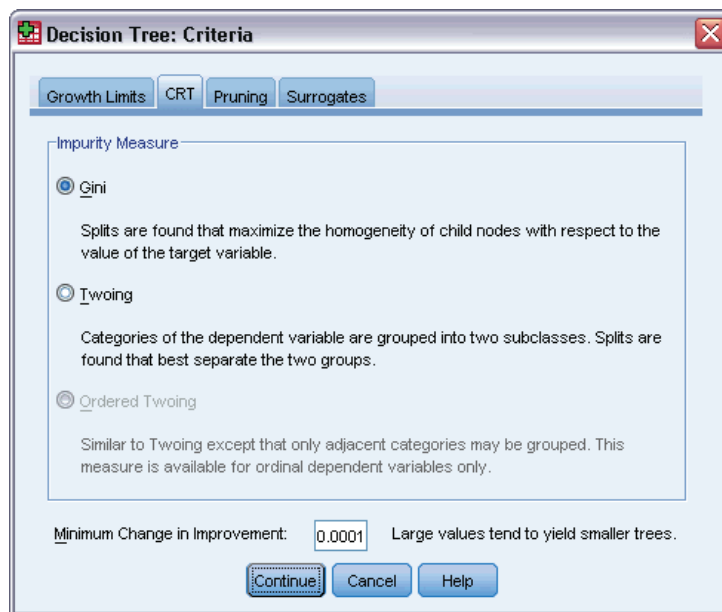 Decision Tree: Criteria
Growth Limits CRT Pruning Surrogates
Impurity Measure
Gini
Splits are found that maximize the homogeneity of child nodes with respect to the
value of the target variable.
Twoing
Categories of the dependent variable are grouped into two subclasses. Splits are
found that best separate the two groups.
Ordered Twoing
Similar to Twoing except that only adjacent categories may be grouped. This
measure is available for ordinal dependent variables only.
Minimum Change in Improvement: 0.0001 Large values tend to yield smaller trees.
Continue Cancel Help